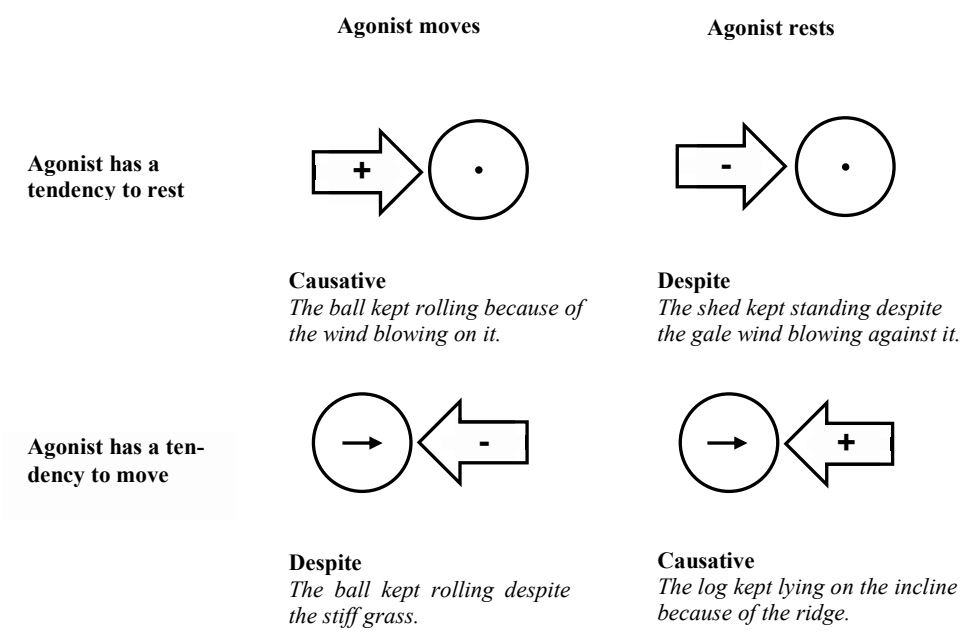 Agonist moves
Agonist rests
Agonist has a
tendency to rest
+
-
Causative
The ball kept rolling because of
the wind blowing on it.
Despite
The shed kept standing despite
the gale wind blowing against it.
Agonist has a ten-
dency to move
-
+
Despite
The ball kept rolling despite
the stiff grass.
Causative
The log kept lying on the incline
because of the ridge.